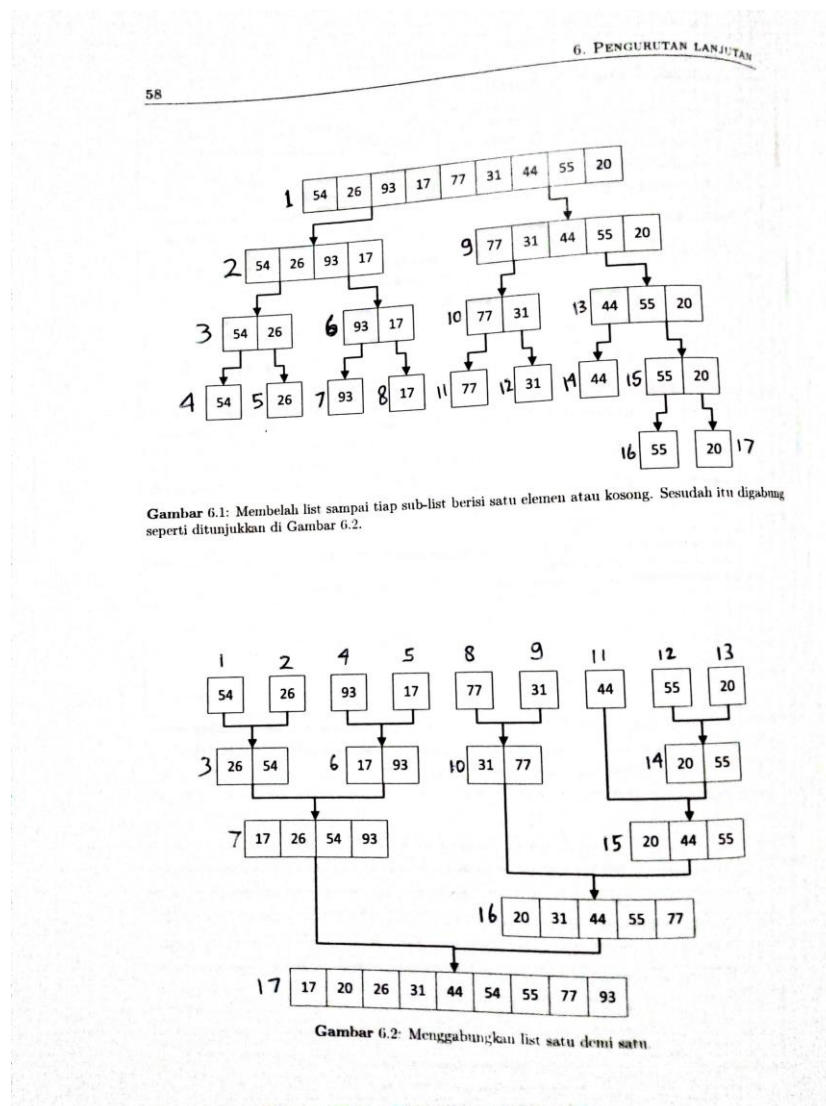 6. PENGURUTAN LANJUTAN
58
1 54 26 93 17 77 31 44 55 20
2 54 26 93 17 9 77 31 44 55 20
3 54 26 6 93 17 10 77 31 13 44 55 20
4 54 5 26 7 93 8 17 11 77 12 31 14 44 15 55 20
16 55 20 17
Gambar 6.1: Membelah list sampai tiap sub-list berisi satu elemen atau kosong. Sesudah itu digabung
seperti ditunjukkan di Gambar 6.2.
1 2 4 5 8 9 11 12 13
54 26 93 17 77 31 44 55 20
3 26 54 6 17 93 10 31 77 14 20 55
7 17 26 54 93 15 20 44 55
16 20 31 44 55 77
17 17 20 26 31 44 54 55 77 93
Gambar 6.2: Menggabungkan list satu demi satu.